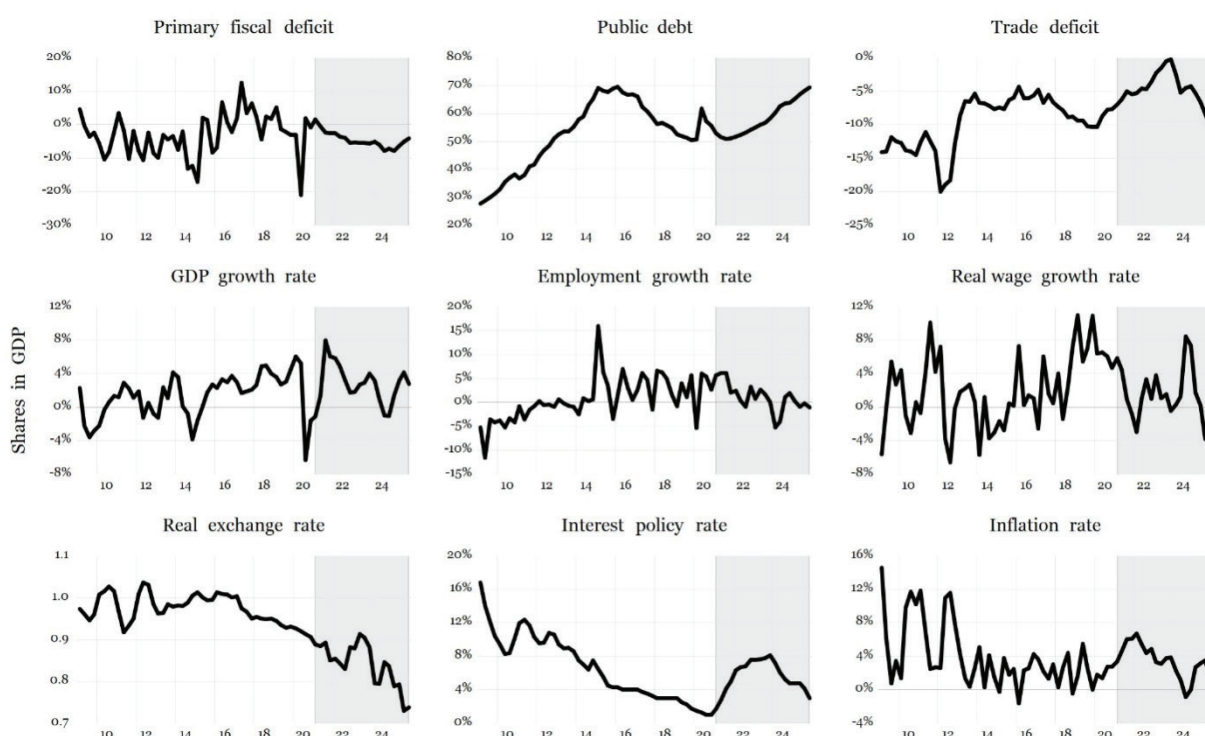 Primary fiscal deficit
20%
10%
0%
-10%
-20%
-30%
10 12 14 16 18 20 22 24
Public debt
80%
70%
60%
50%
40%
30%
20%
10 12 14 16 18 20 22 24
Trade deficit
0%
-5%
-10%
-15%
-20%
-25%
10 12 14 16 18 20 22 24
Shares in GDP
GDP growth rate
12%
8%
4%
0%
-4%
-8%
10 12 14 16 18 20 22 24
Employment growth rate
20%
15%
10%
5%
0%
-5%
-10%
-15%
10 12 14 16 18 20 22 24
Real wage growth rate
12%
8%
4%
0%
-4%
-8%
10 12 14 16 18 20 22 24
Real exchange rate
1.1
1.0
0.9
0.8
0.7
10 12 14 16 18 20 22 24
Interest policy rate
20%
16%
12%
8%
4%
0%
10 12 14 16 18 20 22 24
Inflation rate
16%
12%
8%
4%
0%
-4%
10 12 14 16 18 20 22 24